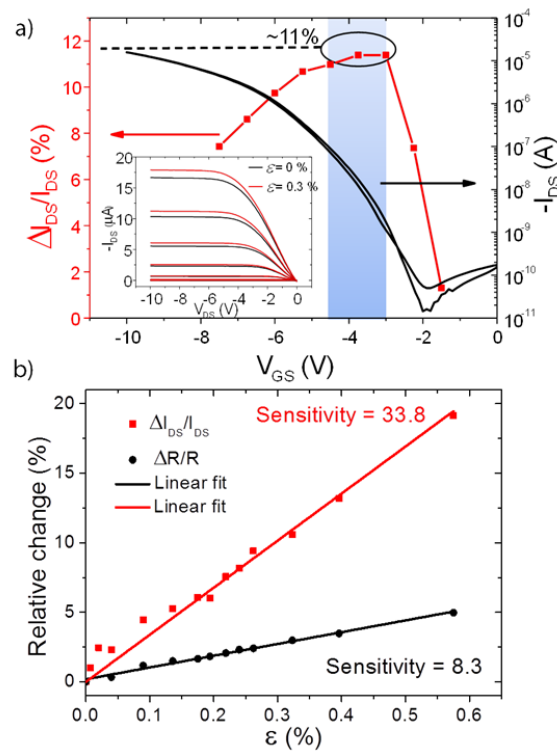 a)
~11%
12
10
8
6
4
2
0
ΔI_DS/I_DS (%)
10^-4
10^-5
10^-6
10^-7
10^-8
10^-9
10^-10
10^-11
-I_DS (A)
20
15
10
5
0
-I_DS (μA)
ε = 0 %
ε = 0.3 %
-10 -8 -6 -4 -2 0
V_DS (V)
-10 -8 -6 -4 -2 0
V_GS (V)
b)
20
15
10
5
0
Relative change (%)
ΔI_DS/I_DS
ΔR/R
Linear fit
Linear fit
Sensitivity = 33.8
Sensitivity = 8.3
0.0 0.1 0.2 0.3 0.4 0.5 0.6
ε (%)